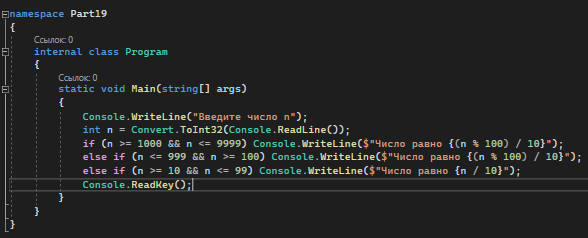 namespace Part19
{
Ссылок: 0
internal class Program
{
Ссылок: 0
static void Main(string[] args)
{
Console.WriteLine("Введите число n");
int n = Convert.ToInt32(Console.ReadLine());
if (n >= 1000 && n <= 9999) Console.WriteLine($"Число равно {(n % 100) / 10}");
else if (n <= 999 && n >= 100) Console.WriteLine($"Число равно {(n % 100) / 10}");
else if (n >= 10 && n <= 99) Console.WriteLine($"Число равно {n / 10}");
Console.ReadKey();
}
}
}